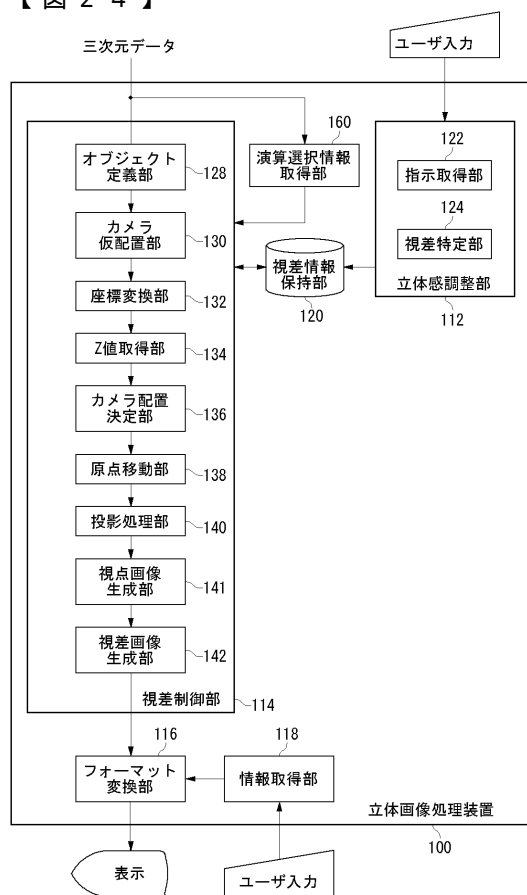 【図24】
三次元データ
ユーザ入力
オブジェクト
定義部
128
160
演算選択情報
取得部
122
指示取得部
124
視差特定部
立体感調整部
112
カメラ
仮配置部
130
視差情報
保持部
120
座標変換部
132
Z値取得部
134
カメラ配置
決定部
136
原点移動部
138
投影処理部
140
視点画像
生成部
141
視差画像
生成部
142
視差制御部
114
116
フォーマット
変換部
118
情報取得部
立体画像処理装置
100
表示
ユーザ入力